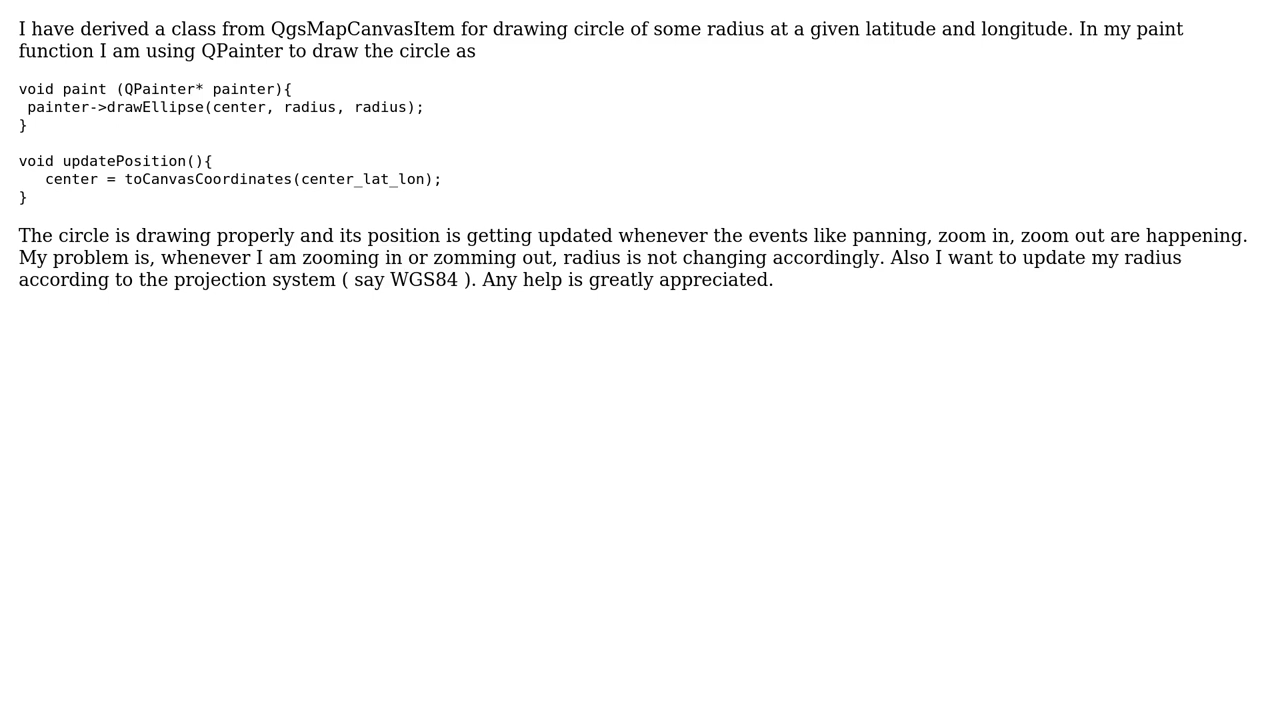 I have derived a class from QgsMapCanvasItem for drawing circle of some radius at a given latitude and longitude. In my paint
function I am using QPainter to draw the circle as
void paint (QPainter* painter){
 painter->drawEllipse(center, radius, radius);
}
void updatePosition(){
   center = toCanvasCoordinates(center_lat_lon);
}
The circle is drawing properly and its position is getting updated whenever the events like panning, zoom in, zoom out are happening.
My problem is, whenever I am zooming in or zomming out, radius is not changing accordingly. Also I want to update my radius
according to the projection system ( say WGS84 ). Any help is greatly appreciated.